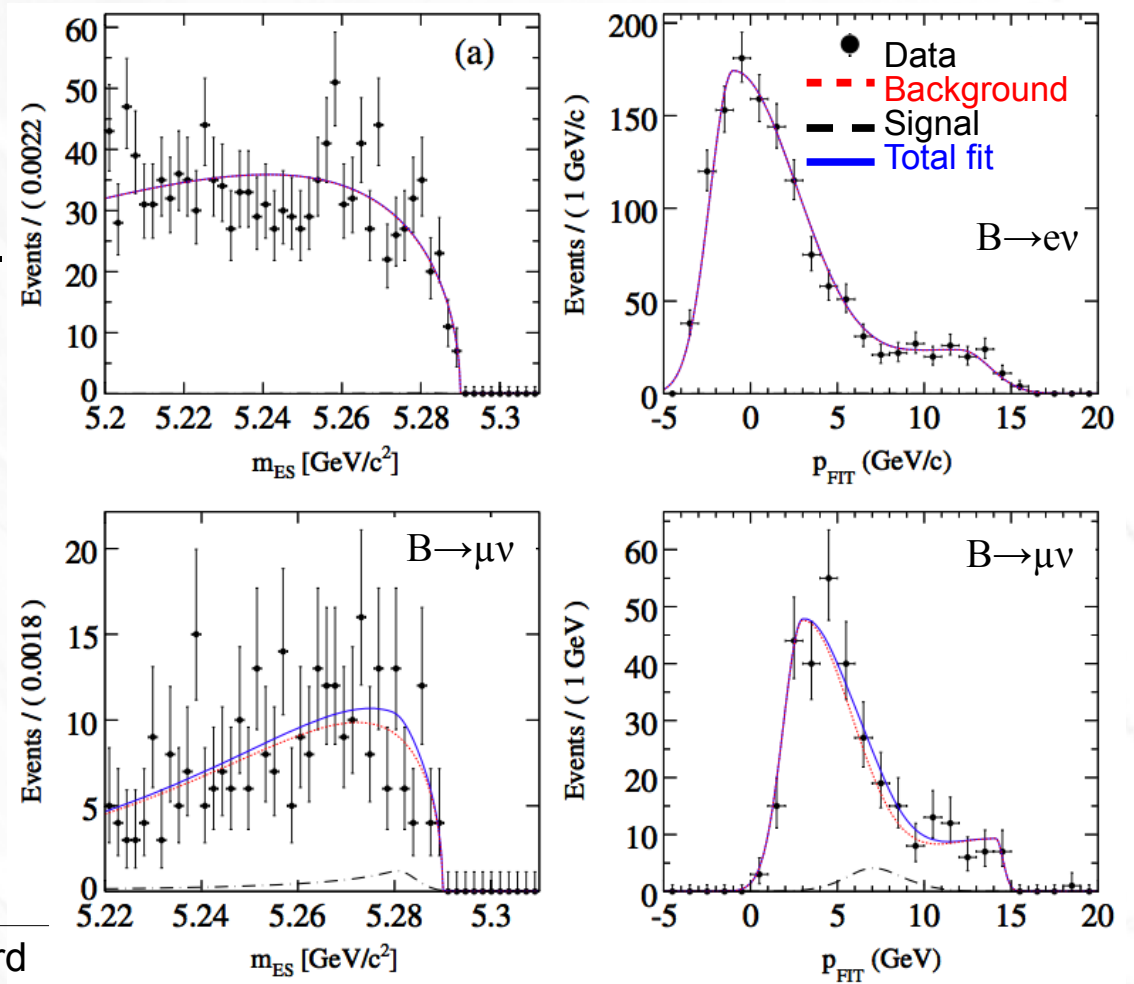 (a)
Events / ( 0.0022 )
60
50
40
30
20
10
0
5.2 5.22 5.24 5.26 5.28 5.3
m_ES [GeV/c²]
Data
Background
Signal
Total fit
B→eν
Events / ( 1 GeV/c )
200
150
100
50
0
-5 0 5 10 15 20
p_FIT (GeV/c)
B→μν
Events / ( 0.0018 )
20
15
10
5
0
5.22 5.24 5.26 5.28 5.3
m_ES [GeV/c²]
B→μν
Events / ( 1 GeV )
60
50
40
30
20
10
0
-5 0 5 10 15 20
p_FIT (GeV)
rd